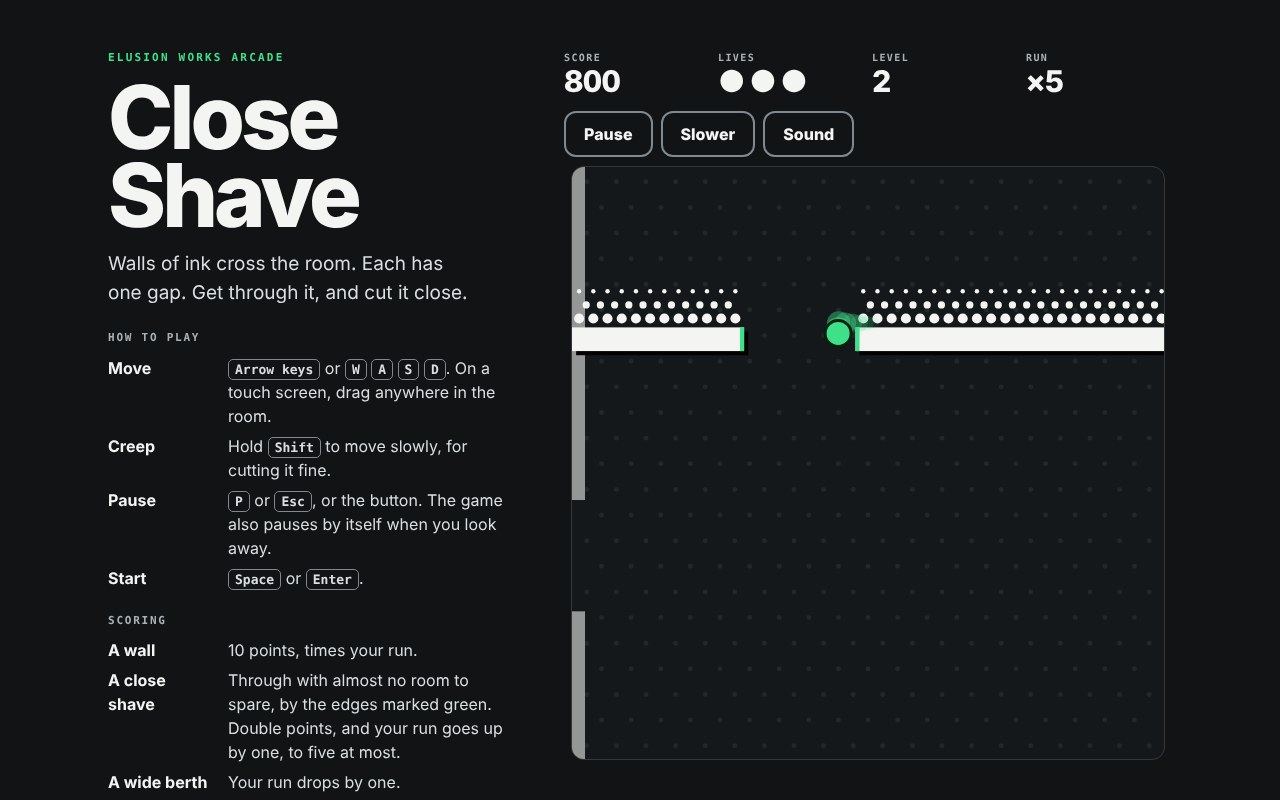 ELUSION WORKS ARCADE
Close
Shave
Walls of ink cross the room. Each has
one gap. Get through it, and cut it close.
HOW TO PLAY
Move
Arrow keys or W A S D. On a
touch screen, drag anywhere in the
room.
Creep
Hold Shift to move slowly, for
cutting it fine.
Pause
P or Esc, or the button. The game
also pauses by itself when you look
away.
Start
Space or Enter.
SCORING
A wall
10 points, times your run.
A close
shave
Through with almost no room to
spare, by the edges marked green.
Double points, and your run goes up
by one, to five at most.
A wide berth
Your run drops by one.
SCORE
800
LIVES
LEVEL
2
RUN
×5
Pause
Slower
Sound